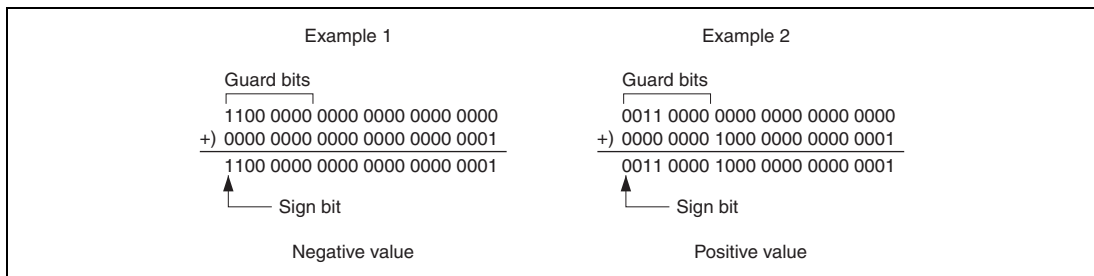 Example 1
Guard bits
1100 0000 0000 0000 0000 0000
+) 0000 0000 0000 0000 0000 0001
1100 0000 0000 0000 0000 0001
Sign bit
Negative value
Example 2
Guard bits
0011 0000 0000 0000 0000 0000
+) 0000 0000 1000 0000 0000 0001
0011 0000 1000 0000 0000 0001
Sign bit
Positive value